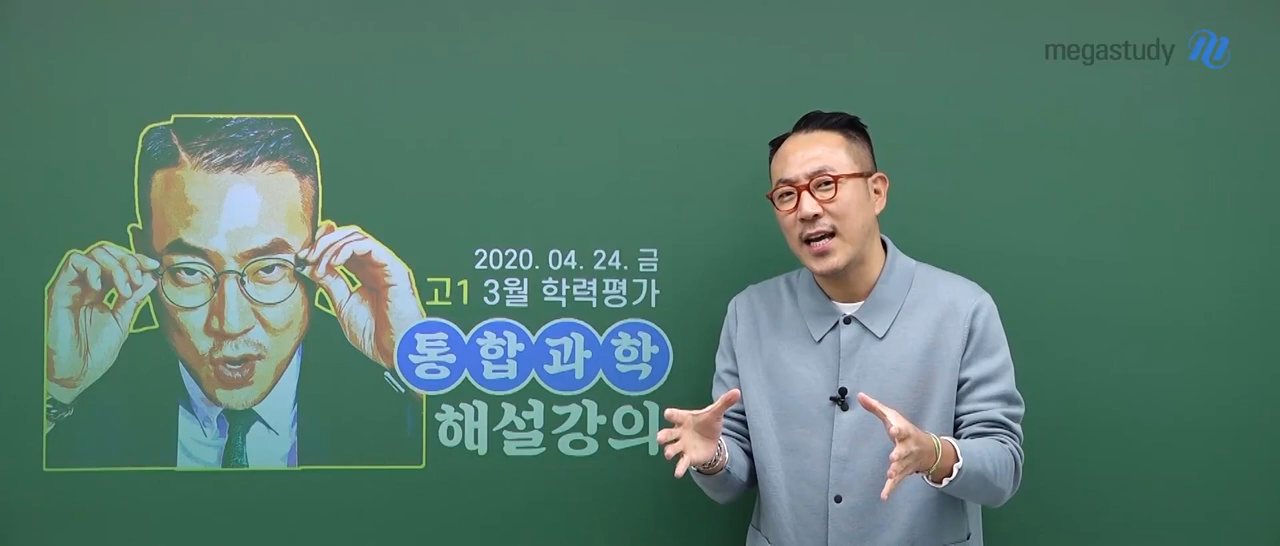 megastudy
2020. 04. 24. 금
고1 3월 학력평가
통합과학
해설강의